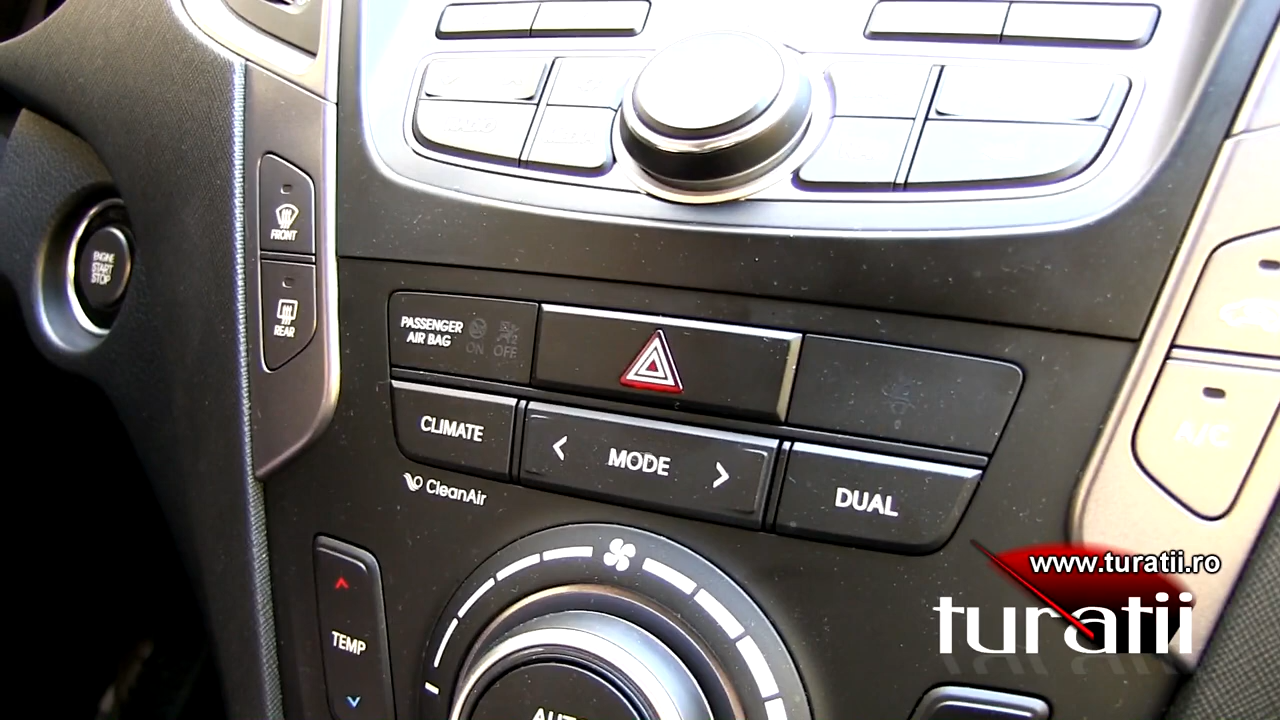 FRONT
REAR
ENGINE
START
STOP
PASSENGER
AIR BAG
ON
OFF
CLIMATE
< MODE >
DUAL
CleanAir
TEMP
A/C
www.turatii.ro
turatii